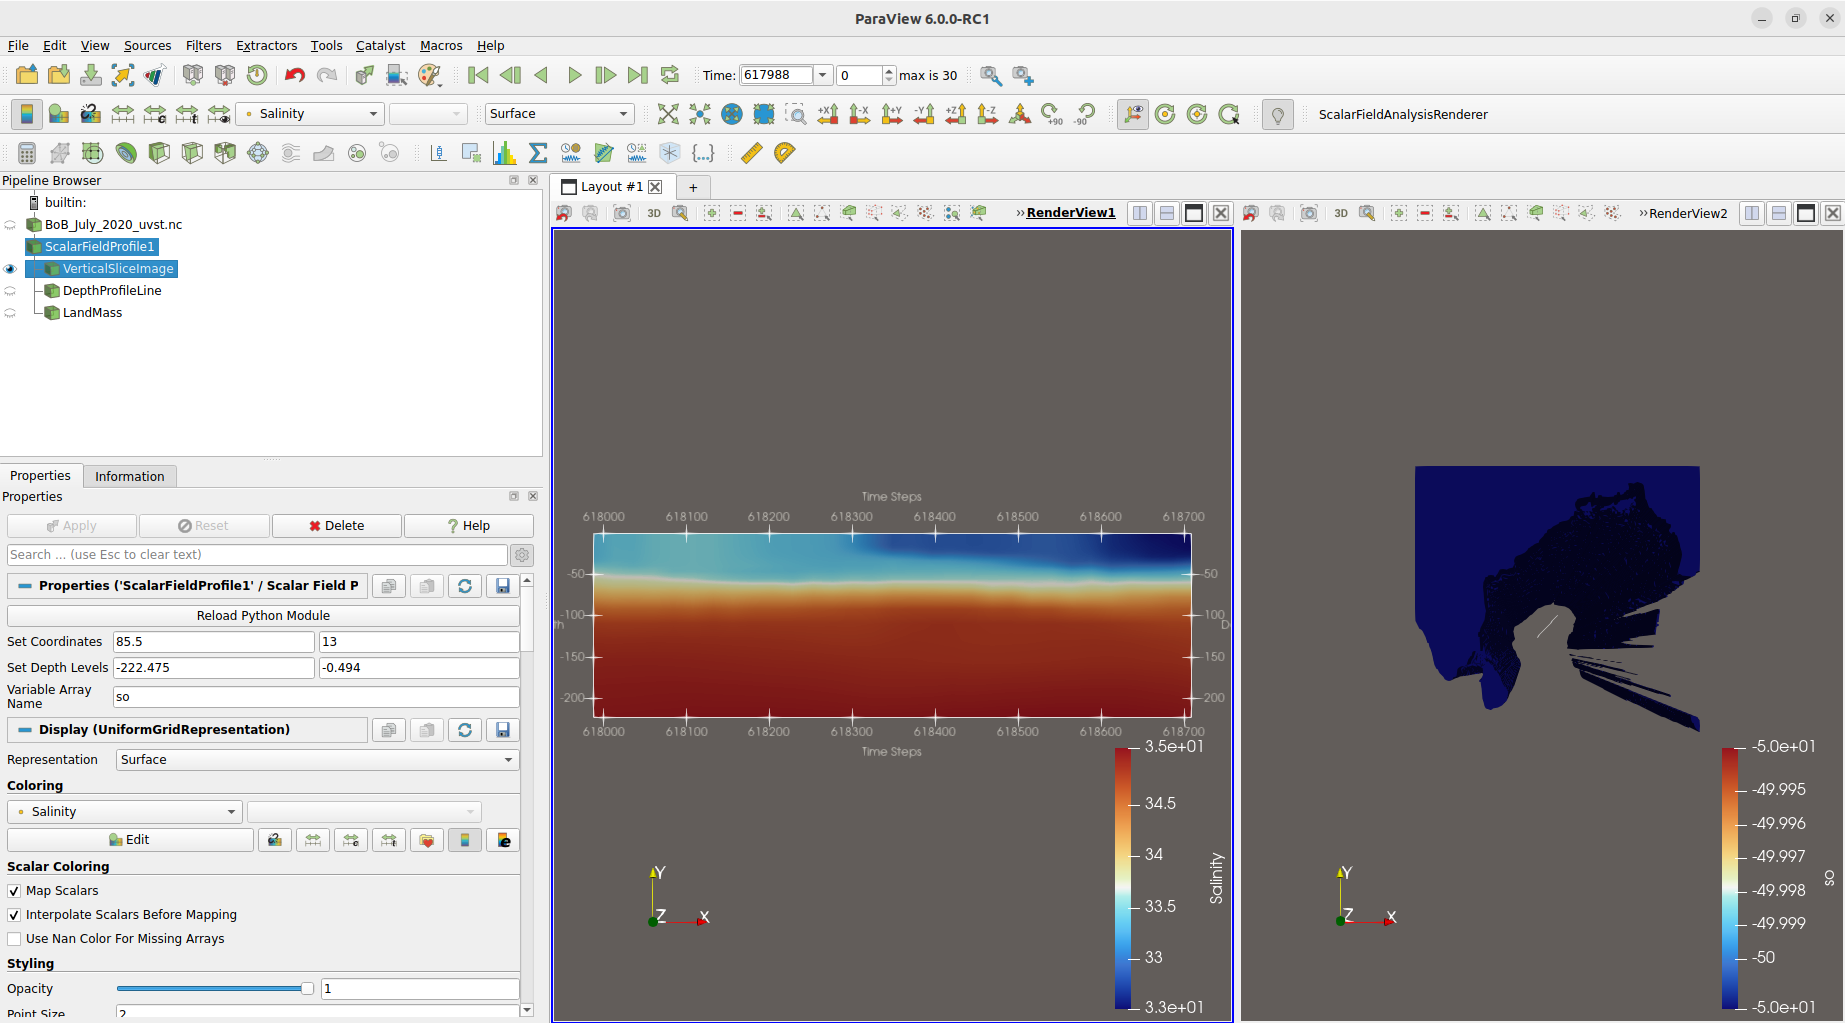 ParaView 6.0.0-RC1
File Edit View Sources Filters Extractors Tools Catalyst Macros Help
Time: 617988 0 max is 30
Salinity Surface +X -X +Y -Y +Z -Z +90 -90 ScalarFieldAnalysisRenderer
Pipeline Browser
builtin:
BoB_July_2020_uvst.nc
ScalarFieldProfile1
VerticalSliceImage
DepthProfileLine
LandMass
Properties Information
Properties
Apply Reset Delete Help
Search ... (use Esc to clear text)
Properties ('ScalarFieldProfile1' / Scalar Field P
Reload Python Module
Set Coordinates 85.5 13
Set Depth Levels -222.475 -0.494
Variable Array
Name so
Display (UniformGridRepresentation)
Representation Surface
Coloring
Salinity
Edit
Scalar Coloring
Map Scalars
Interpolate Scalars Before Mapping
Use Nan Color For Missing Arrays
Styling
Opacity 1
Point Size 2
Layout #1 +
3D RenderView1
3D RenderView2
Time Steps
618000 618100 618200 618300 618400 618500 618600 618700
-50 -50
-100 100
-150 150
-200 200
618000 618100 618200 618300 618400 618500 618600 618700
Time Steps
3.5e+01
34.5
34
33.5
33
3.3e+01
Salinity
Y
Z X
-5.0e+01
-49.995
-49.996
-49.997
-49.998
-49.999
-50
-5.0e+01
so
Y
Z X